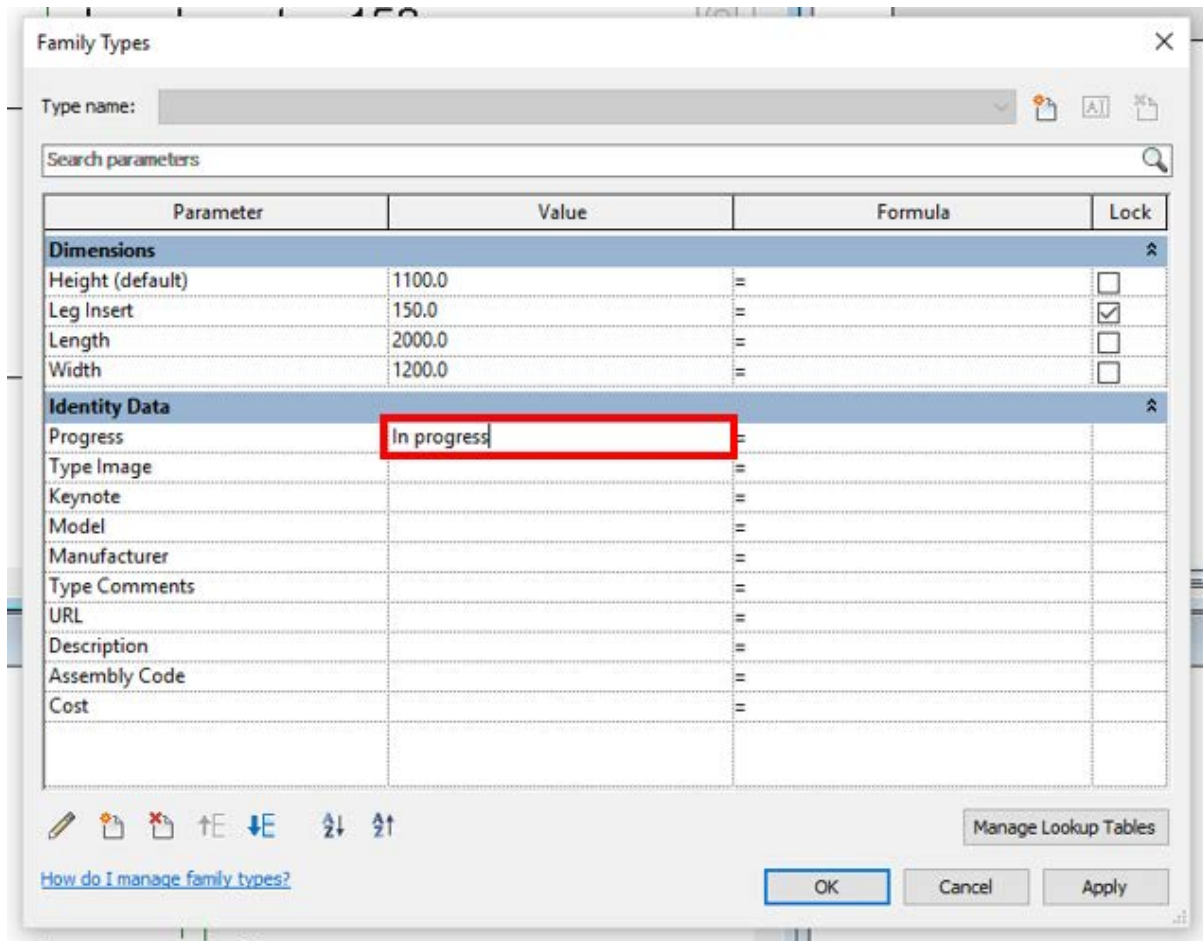 Family Types
Type name:
Search parameters
Parameter Value Formula Lock
Dimensions
Height (default) 1100.0 =
Leg Insert 150.0 =
Length 2000.0 =
Width 1200.0 =
Identity Data
Progress In progress =
Type Image =
Keynote =
Model =
Manufacturer =
Type Comments =
URL =
Description =
Assembly Code =
Cost =
Manage Lookup Tables
How do I manage family types?
OK Cancel Apply